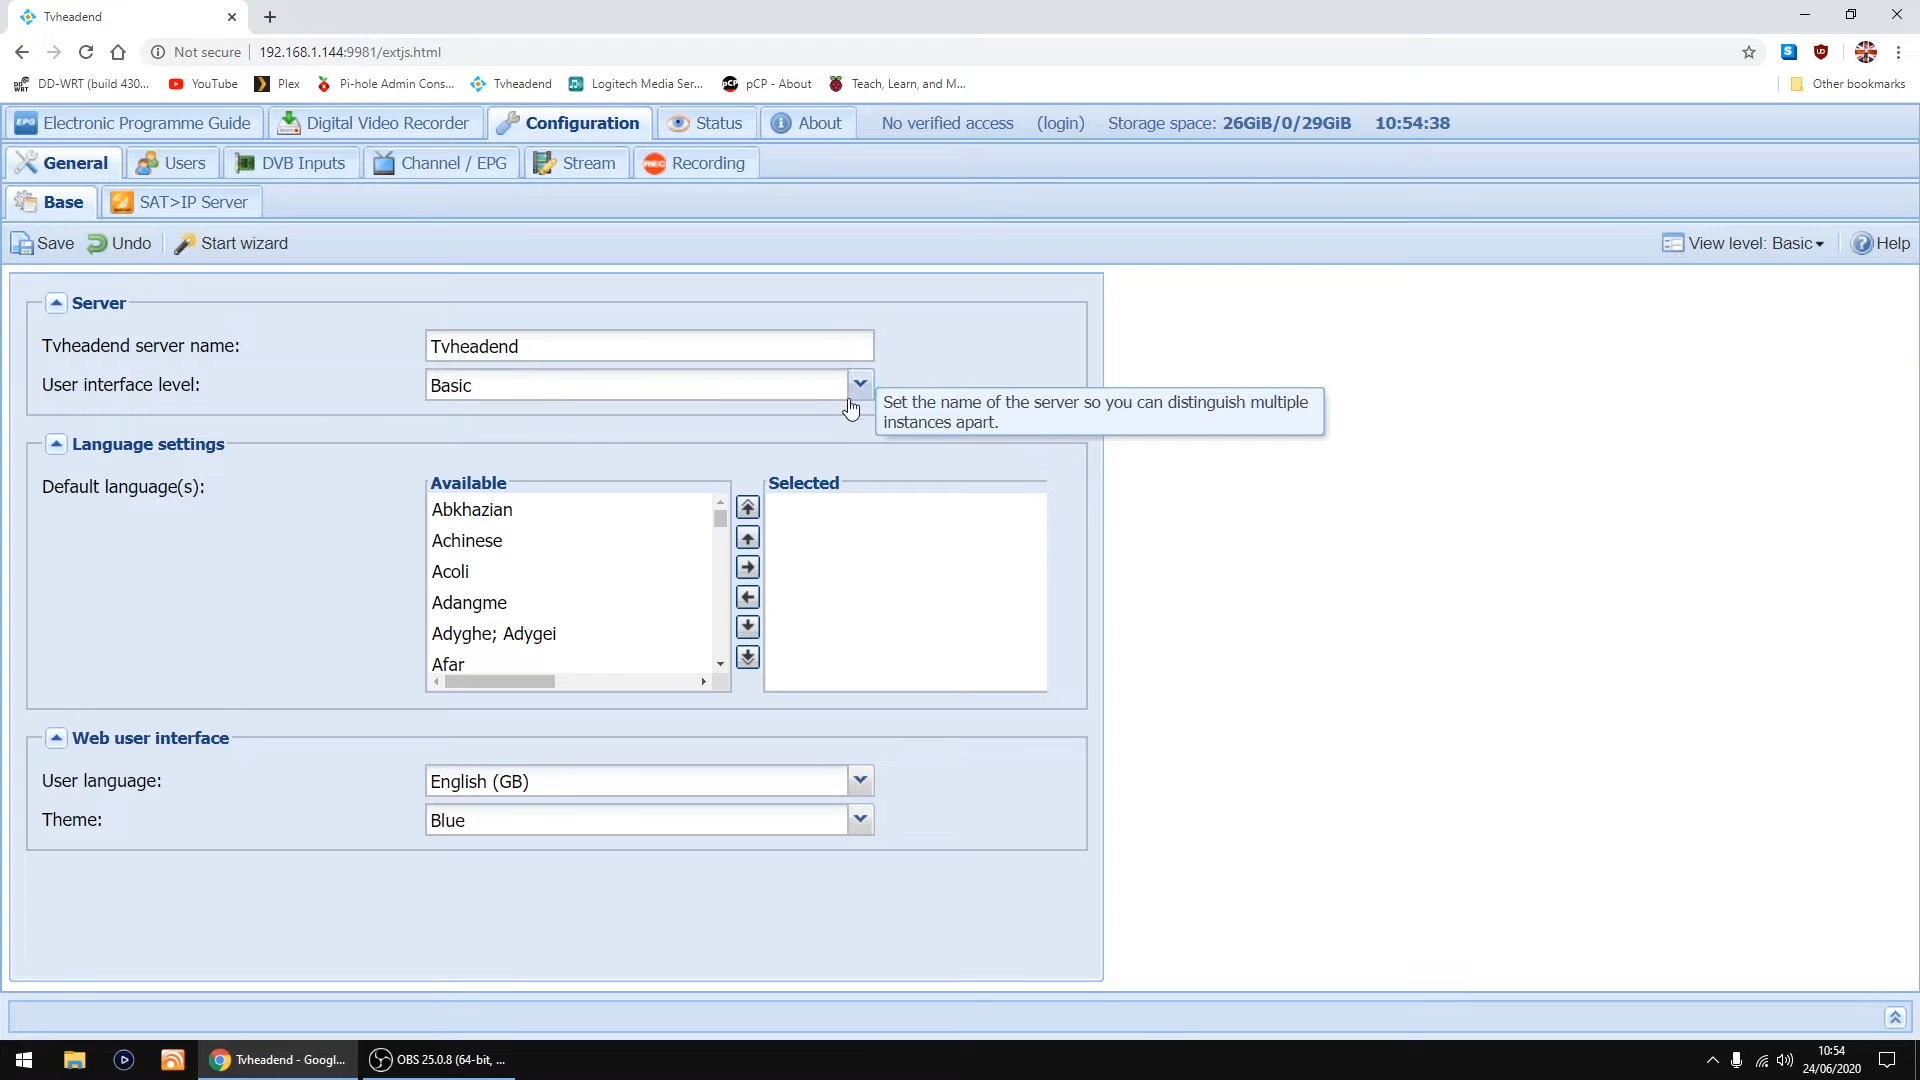 Tvheadend
Not secure
192.168.1.144:9981/extjs.html
DD-WRT (build 430...
YouTube
Plex
Pi-hole Admin Cons...
Tvheadend
Logitech Media Ser...
pCP - About
Teach, Learn, and M...
Other bookmarks
Electronic Programme Guide
Digital Video Recorder
Configuration
Status
About
No verified access
(login)
Storage space: 26GiB/0/29GiB
10:54:38
General
Users
DVB Inputs
Channel / EPG
Stream
Recording
Base
SAT>IP Server
Save
Undo
Start wizard
View level: Basic
Help
Server
Tvheadend server name:
Tvheadend
User interface level:
Basic
Set the name of the server so you can distinguish multiple
instances apart.
Language settings
Default language(s):
Available
Abkhazian
Achinese
Acoli
Adangme
Adyghe; Adygei
Afar
Selected
Web user interface
User language:
English (GB)
Theme:
Blue
Tvheadend - Googl...
OBS 25.0.8 (64-bit, ...
10:54
24/06/2020